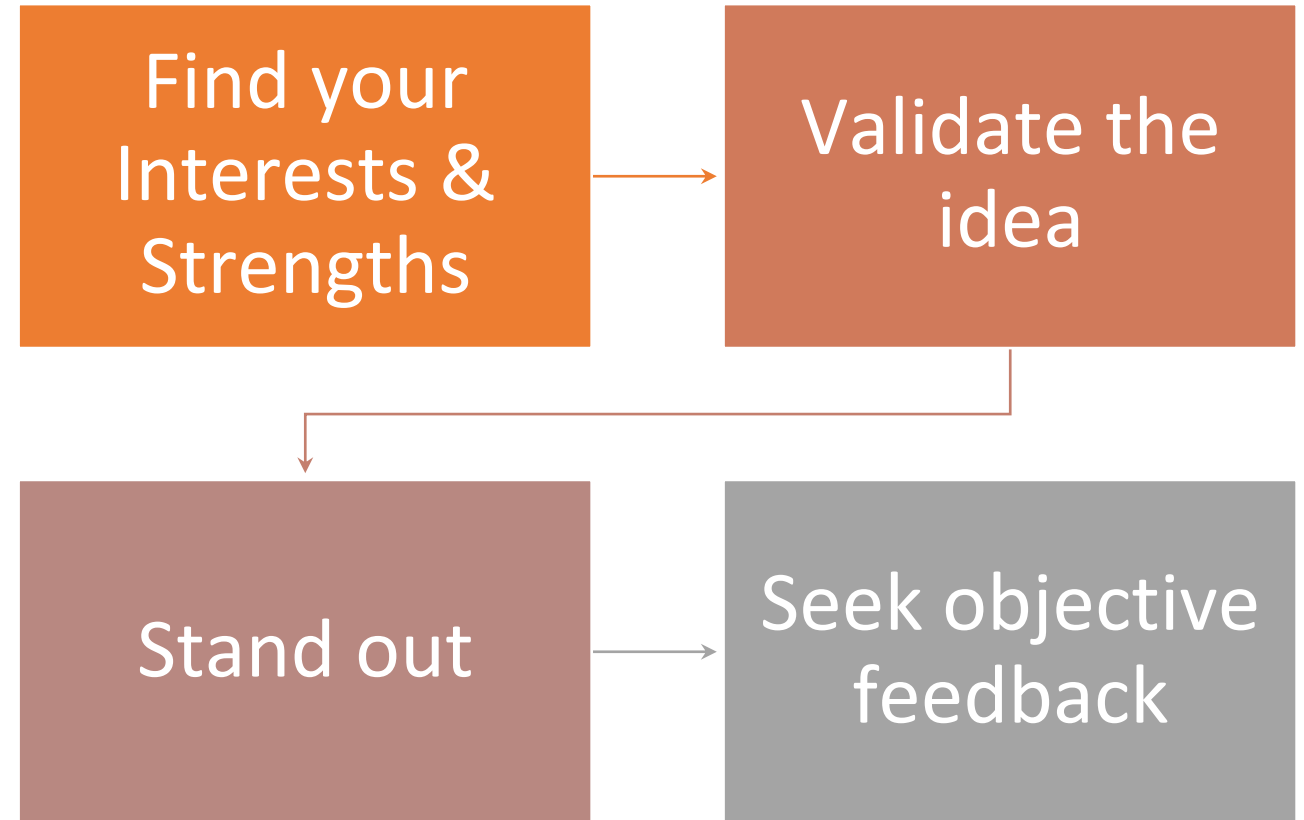 Find your
Interests &
Strengths
Validate the
idea
Stand out
Seek objective
feedback